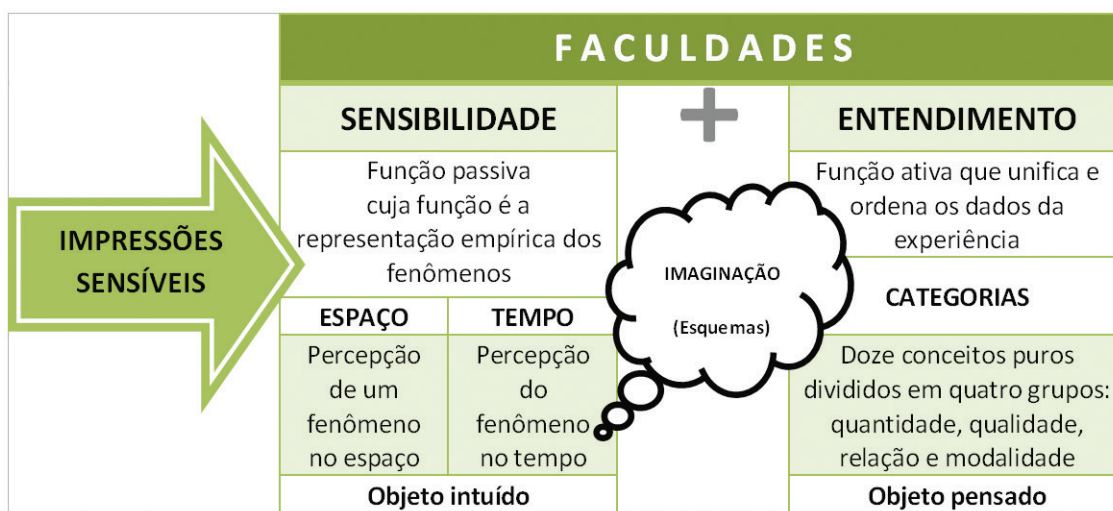 FACULDADES
IMPRESSÕES
SENSÍVEIS
SENSIBILIDADE
Função passiva
cuja função é a
representação empírica dos
fenômenos
ESPAÇO
Percepção
de um
fenômeno
no espaço
TEMPO
Percepção
do
fenômeno
no tempo
Objeto intuído
+
IMAGINAÇÃO
(Esquemas)
ENTENDIMENTO
Função ativa que unifica e
ordena os dados da
experiência
CATEGORIAS
Doze conceitos puros
divididos em quatro grupos:
quantidade, qualidade,
relação e modalidade
Objeto pensado